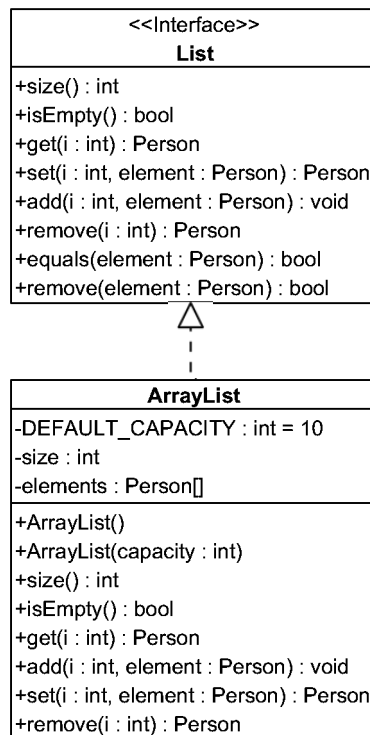 <<Interface>>
List
+size() : int
+isEmpty() : bool
+get(i : int) : Person
+set(i : int, element : Person) : Person
+add(i : int, element : Person) : void
+remove(i : int) : Person
+equals(element : Person) : bool
+remove(element : Person) : bool
ArrayList
-DEFAULT_CAPACITY : int = 10
-size : int
-elements : Person[]
+ArrayList()
+ArrayList(capacity : int)
+size() : int
+isEmpty() : bool
+get(i : int) : Person
+add(i : int, element : Person) : void
+set(i : int, element : Person) : Person
+remove(i : int) : Person